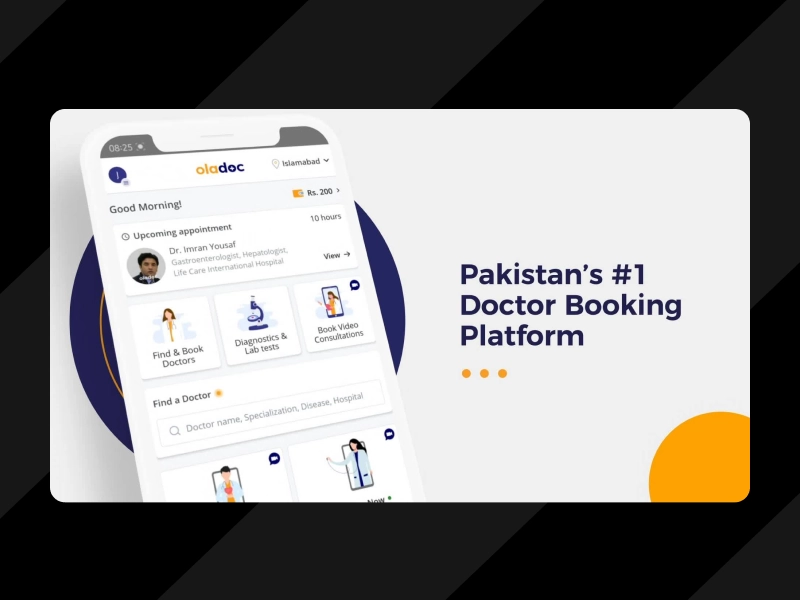 08:25
J
oladoc
Islamabad
Good Morning!
Rs. 200
Upcoming appointment
10 hours
Dr. Imran Yousaf
Gastroenterologist, Hepatologist,
Life Care International Hospital
View
Find & Book
Doctors
Diagnostics &
Lab tests
Book Video
Consultations
Find a Doctor
Doctor name, Specialization, Disease, Hospital
Now
Pakistan's #1
Doctor Booking
Platform